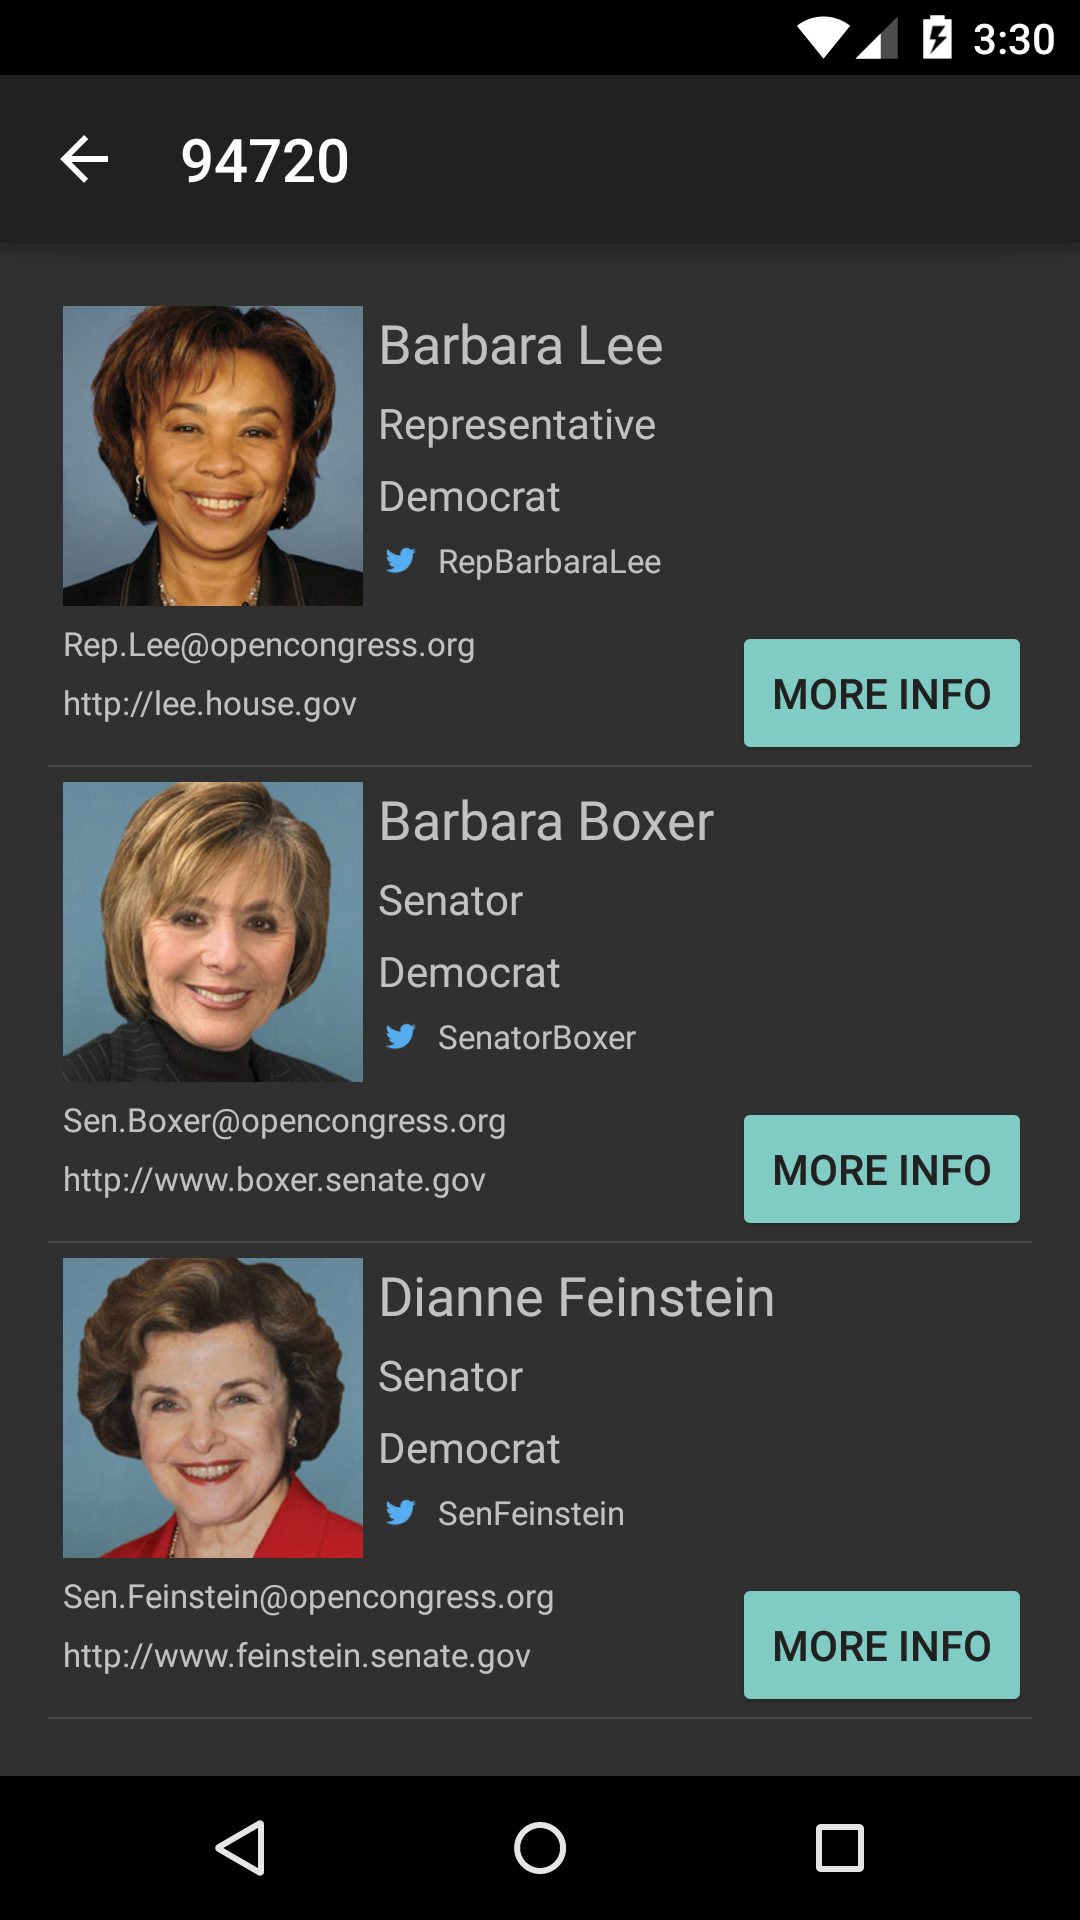 3:30
94720
Barbara Lee
Representative
Democrat
RepBarbaraLee
Rep.Lee@opencongress.org
http://lee.house.gov
MORE INFO
Barbara Boxer
Senator
Democrat
SenatorBoxer
Sen.Boxer@opencongress.org
http://www.boxer.senate.gov
MORE INFO
Dianne Feinstein
Senator
Democrat
SenFeinstein
Sen.Feinstein@opencongress.org
http://www.feinstein.senate.gov
MORE INFO